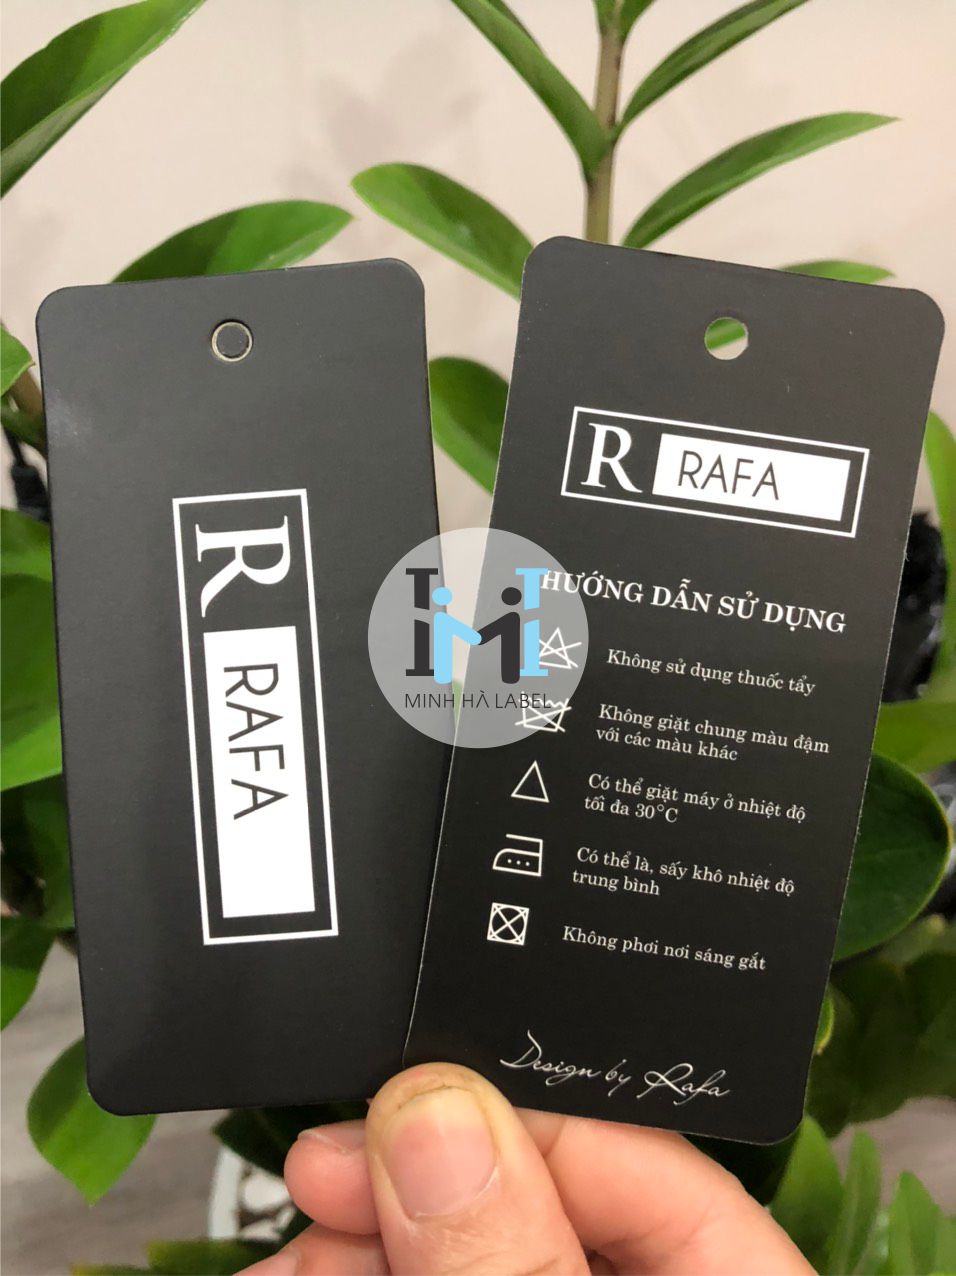 R
RAFA
R
RAFA
HƯỚNG DẪN SỬ DỤNG
Không sử dụng thuốc tẩy
Không giặt chung màu đậm
với các màu khác
Có thể giặt máy ở nhiệt độ
tối đa 30°C
Có thể là, sấy khô nhiệt độ
trung bình
Không phơi nơi sáng gắt
Design by Rafa
MINH HÀ LABEL